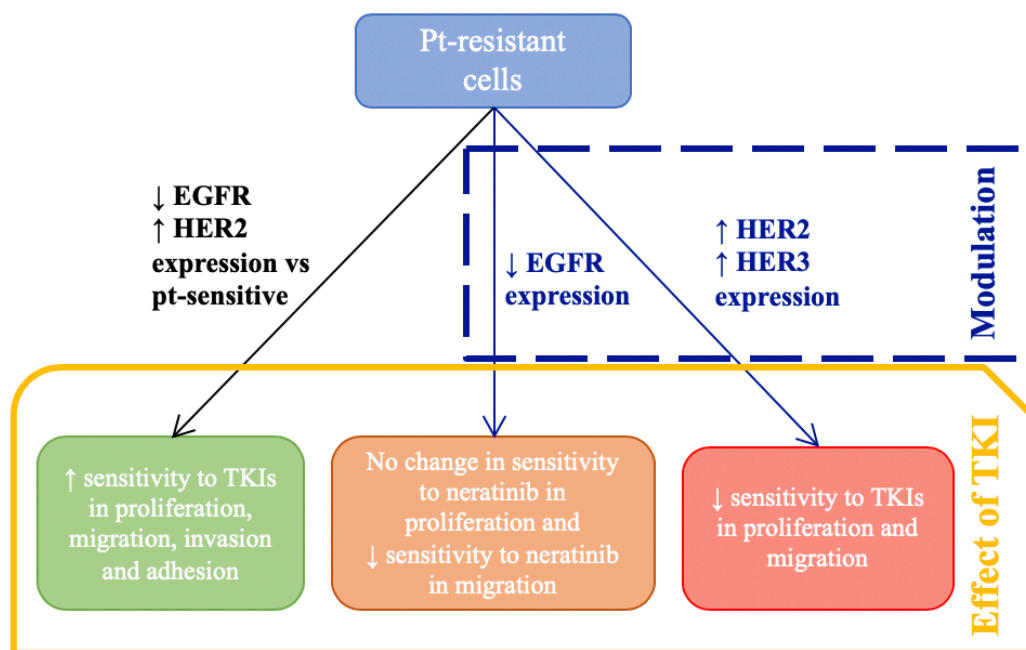 Pt-resistant
cells
↓ EGFR
↑ HER2
expression vs
pt-sensitive
↓ EGFR
expression
↑ HER2
↑ HER3
expression
Modulation
↑ sensitivity to TKIs
in proliferation,
migration, invasion
and adhesion
No change in sensitivity
to neratinib in
proliferation and
↓ sensitivity to neratinib
in migration
↓ sensitivity to TKIs
in proliferation and
migration
Effect of TKI